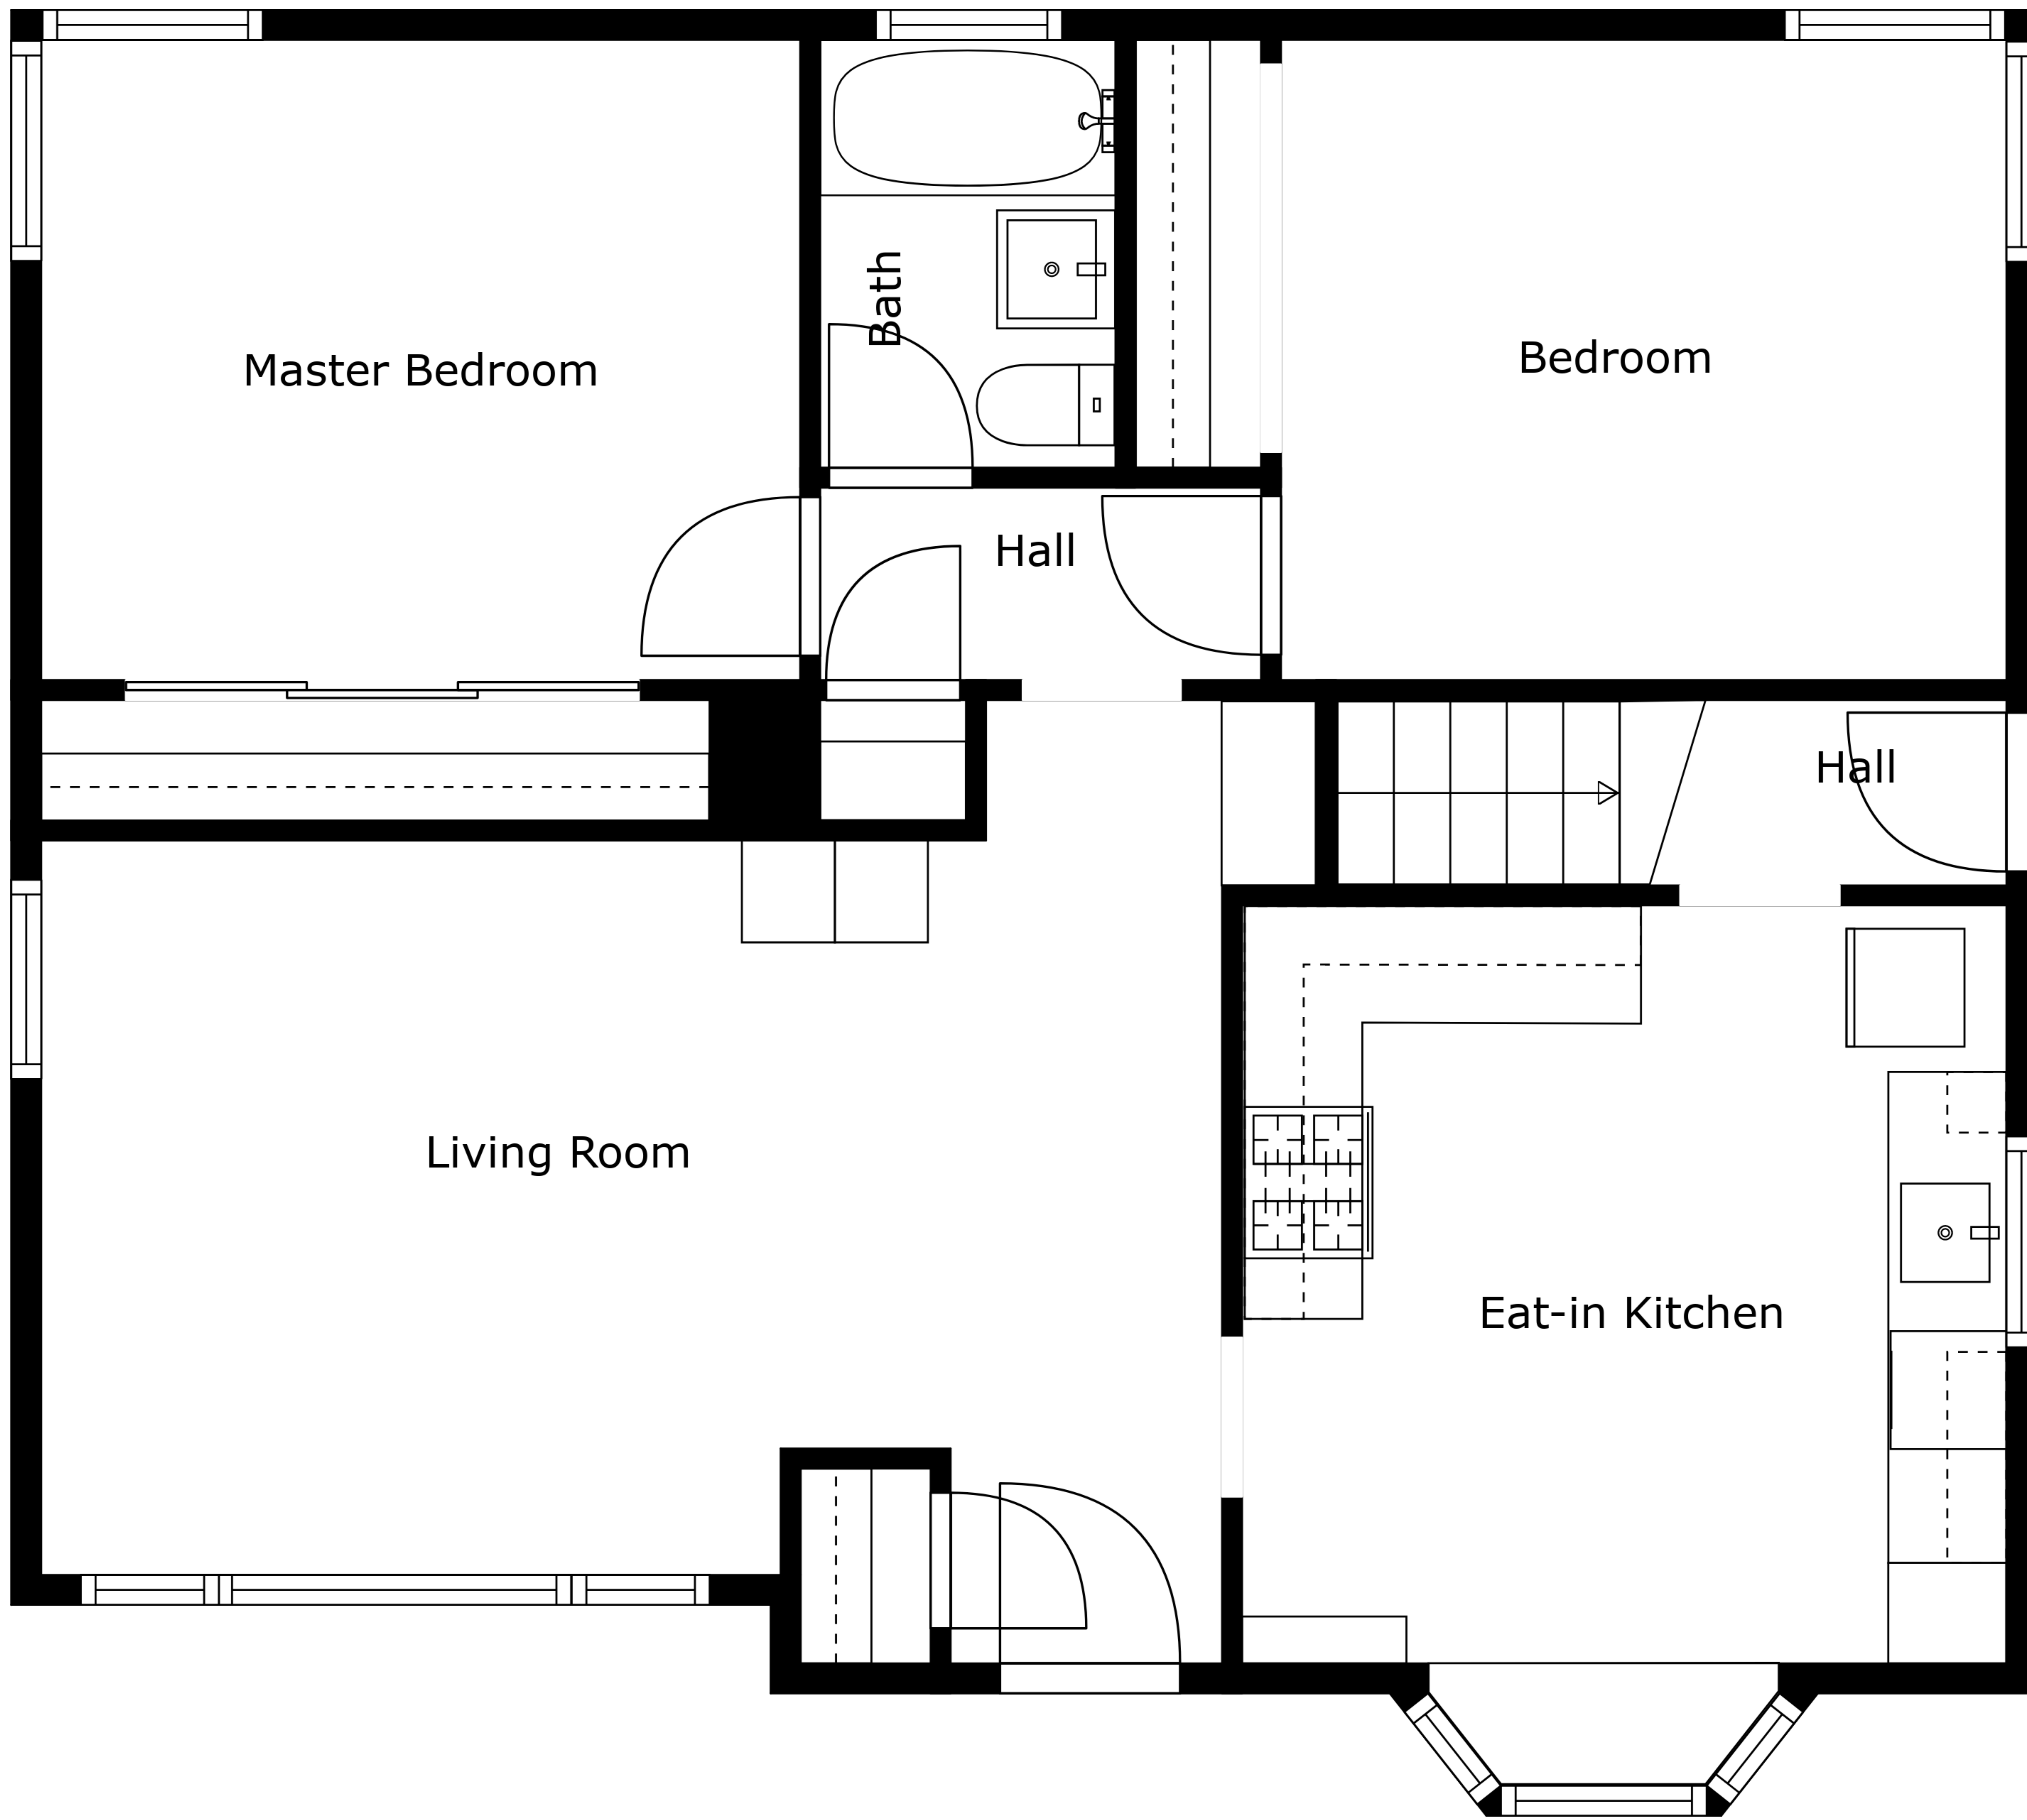 Master Bedroom
Bath
Bedroom
Hall
Hall
Living Room
Eat-in Kitchen